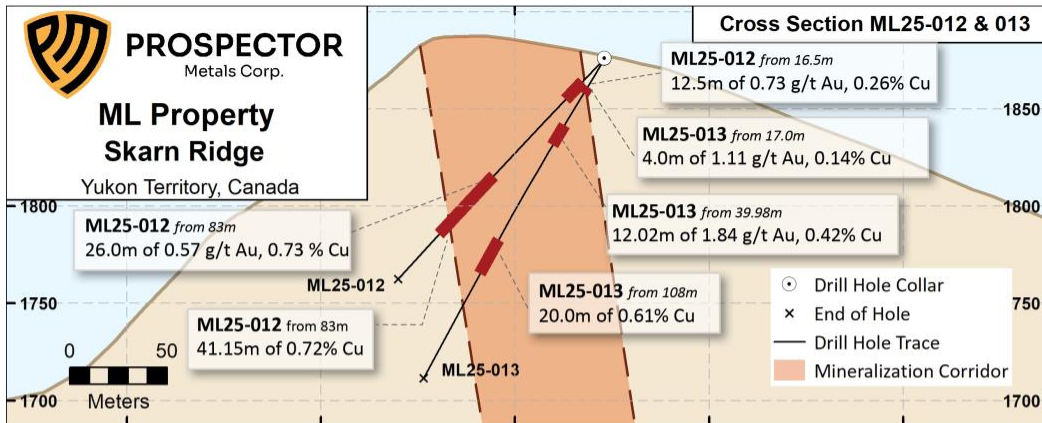 PROSPECTOR
Metals Corp.
ML Property
Skarn Ridge
Yukon Territory, Canada
Cross Section ML25-012 & 013
ML25-012 from 16.5m
12.5m of 0.73 g/t Au, 0.26% Cu
1850
ML25-013 from 17.0m
4.0m of 1.11 g/t Au, 0.14% Cu
1800
1800
ML25-013 from 39.98m
12.02m of 1.84 g/t Au, 0.42% Cu
ML25-012 from 83m
26.0m of 0.57 g/t Au, 0.73 % Cu
ML25-012
ML25-013 from 108m
20.0m of 0.61% Cu
1750
1750
ML25-012 from 83m
41.15m of 0.72% Cu
ML25-013
0 50
Meters
1700
1700
Drill Hole Collar
End of Hole
Drill Hole Trace
Mineralization Corridor